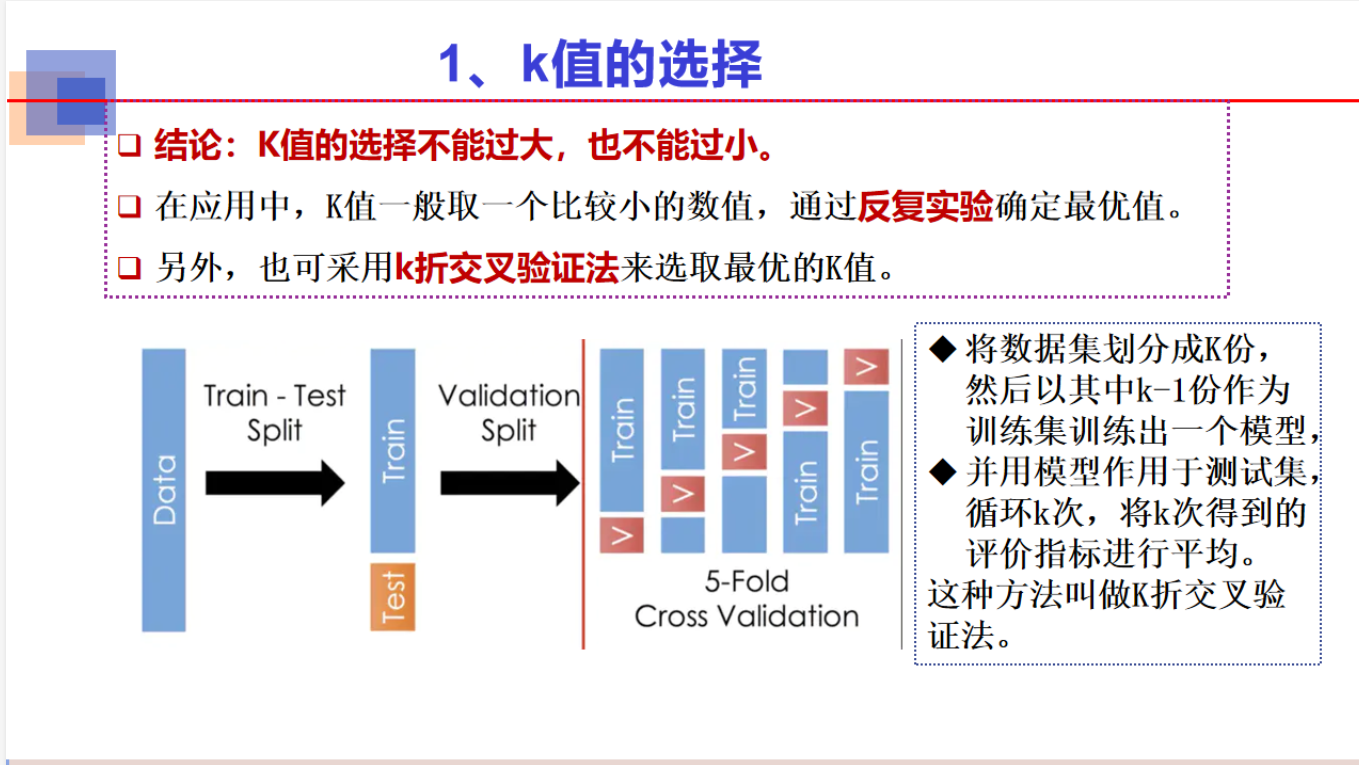 1、k值的选择
结论：K值的选择不能过大，也不能过小。
在应用中，K值一般取一个比较小的数值，通过反复实验确定最优值。
另外，也可采用k折交叉验证法来选取最优的K值。
Data
Train - Test
Split
Train
Test
Validation
Split
Train
V
Train
V
Train
V
V
Train
V
Train
5-Fold
Cross Validation
将数据集划分成K份，
然后以其中k-1份作为
训练集训练出一个模型，
并用模型作用于测试集，
循环k次，将k次得到的
评价指标进行平均。
这种方法叫做K折交叉验
证法。